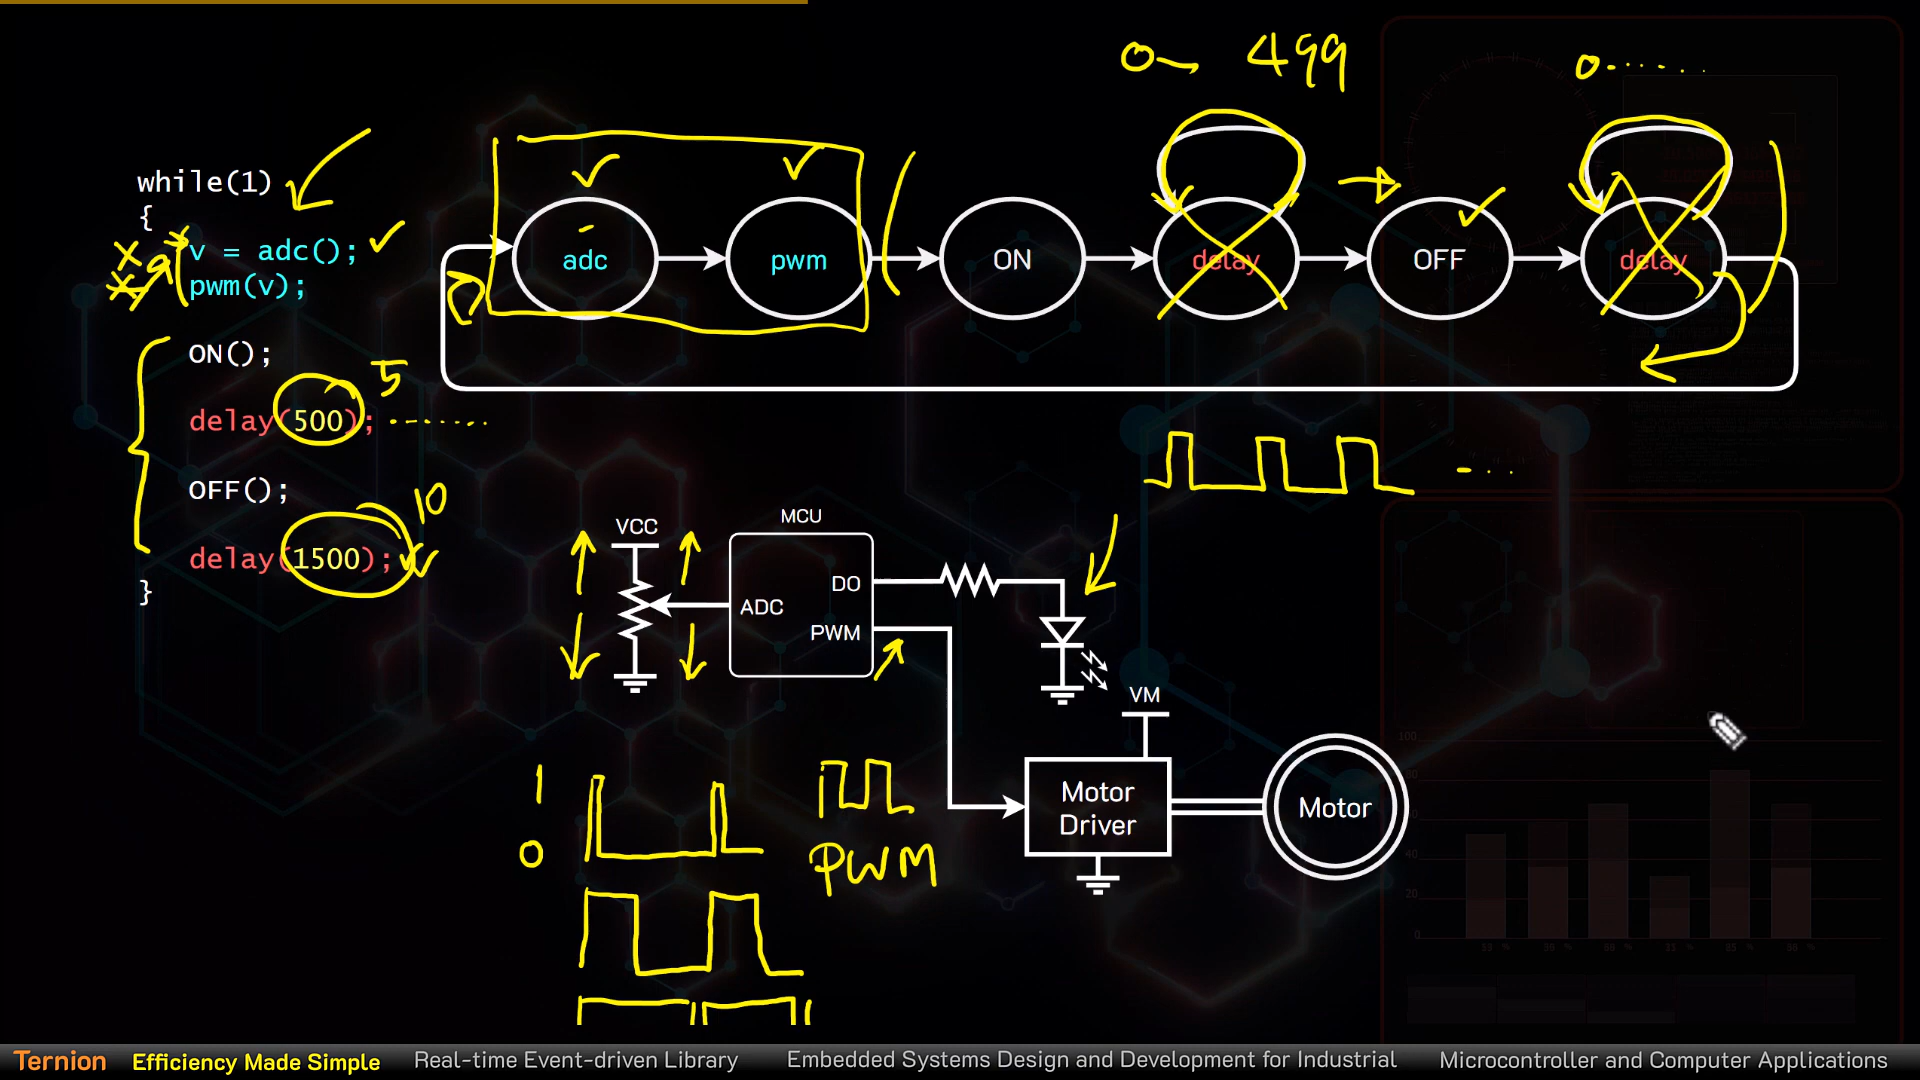 0~ 499
0......
while(1)
{
v = adc();
pwm(v);
ON();
5
delay(500);
OFF();
10
delay(1500);
}
adc
pwm
ON
delay
OFF
delay
VCC
MCU
DO
ADC
PWM
VM
Motor
Driver
Motor
1
0
PWM
Ternion
Efficiency Made Simple
Real-time Event-driven Library
Embedded Systems Design and Development for Industrial
Microcontroller and Computer Applications